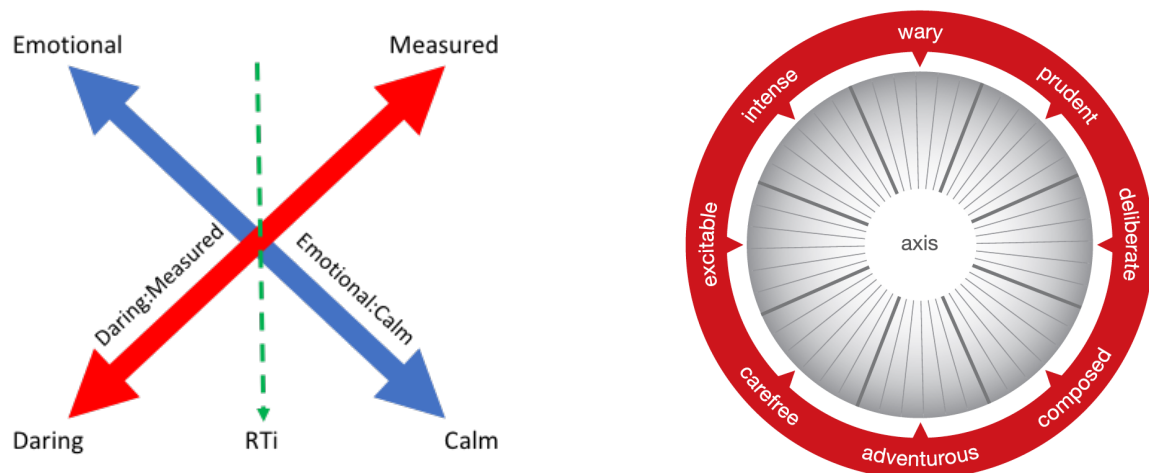 Emotional
Measured
Daring:Measured
Emotional:Calm
Daring
RTi
Calm
wary
prudent
deliberate
composed
adventurous
carefree
excitable
intense
axis